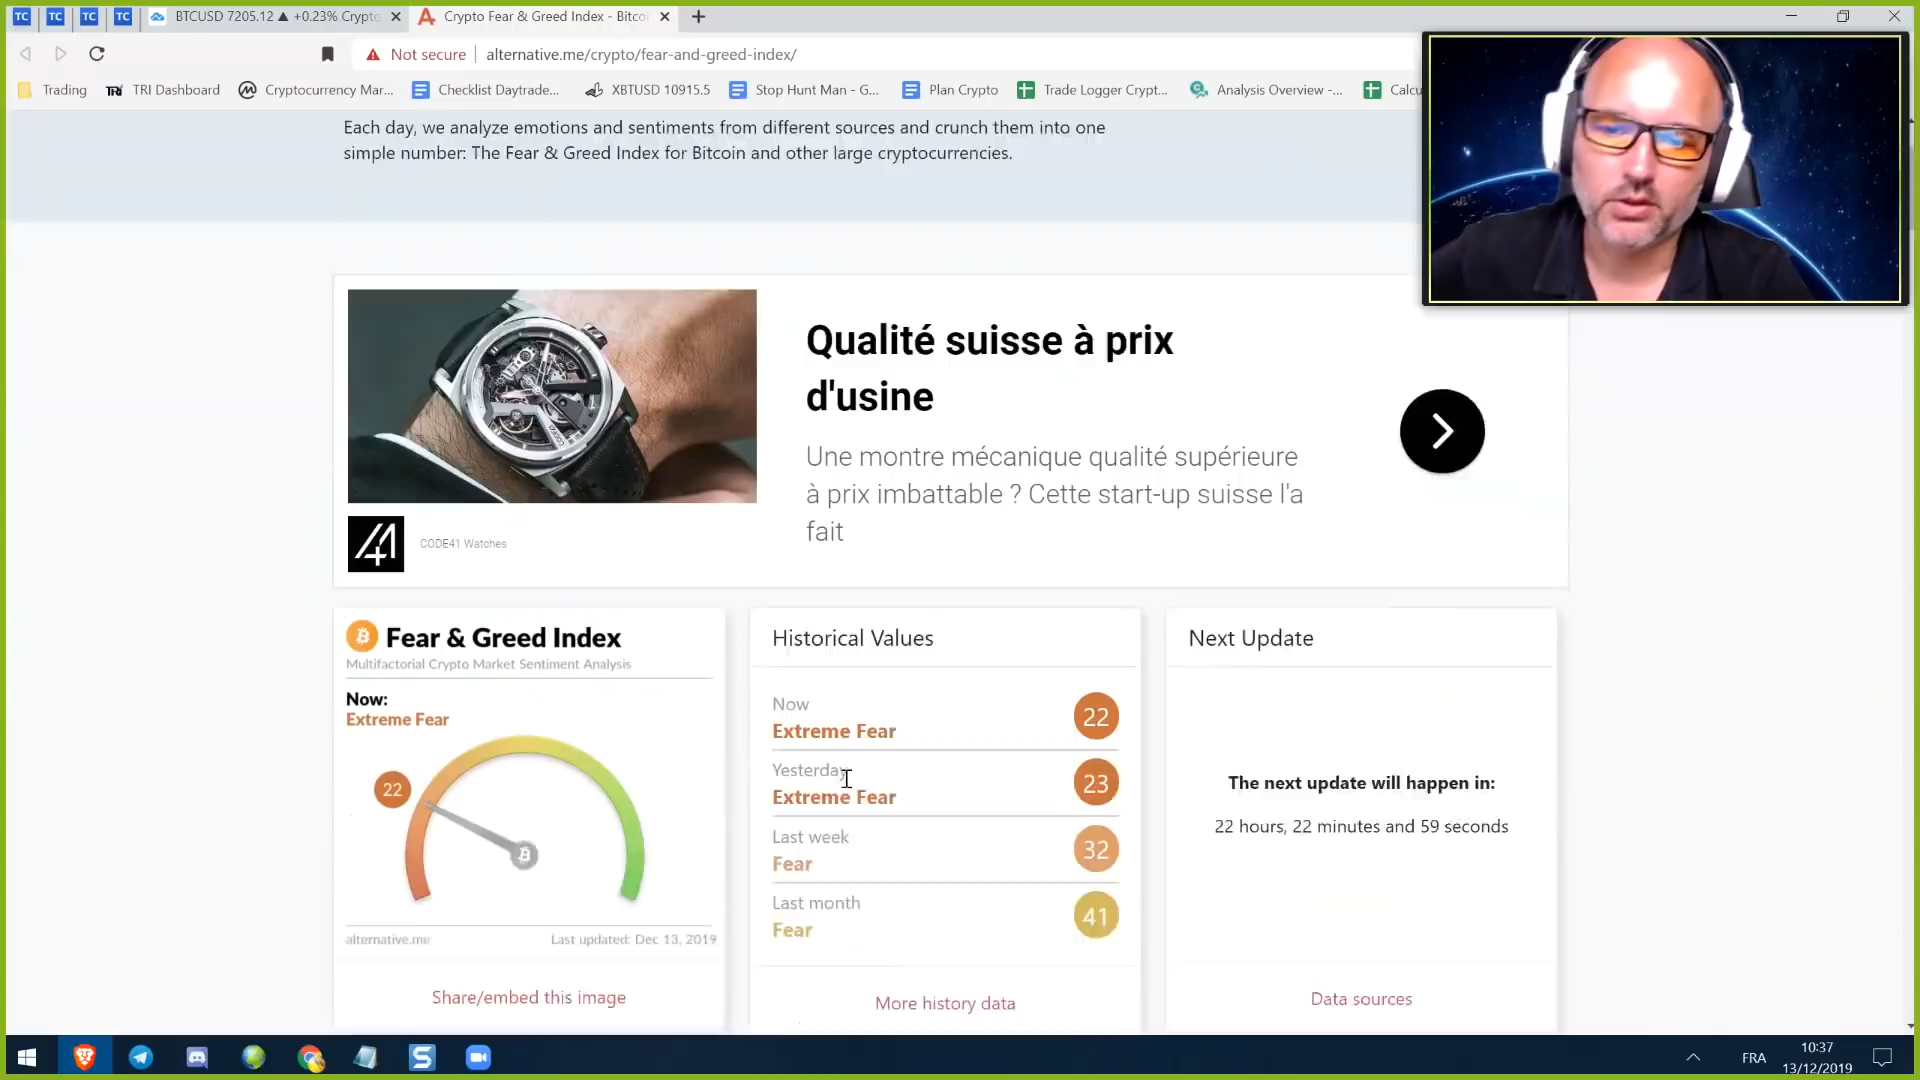 TC
TC
TC
TC
BTCUSD 7205.12 ▲ +0.23% Crypto
Crypto Fear & Greed Index - Bitco
Not secure
alternative.me/crypto/fear-and-greed-index/
Trading
TRI Dashboard
Cryptocurrency Mar...
Checklist Daytrade...
XBTUSD 10915.5
Stop Hunt Man - G...
Plan Crypto
Trade Logger Crypt...
Analysis Overview -...
Calcu
Each day, we analyze emotions and sentiments from different sources and crunch them into one
simple number: The Fear & Greed Index for Bitcoin and other large cryptocurrencies.
Qualité suisse à prix
d'usine
Une montre mécanique qualité supérieure
à prix imbattable ? Cette start-up suisse l'a
fait
CODE41 Watches
Fear & Greed Index
Multifactorial Crypto Market Sentiment Analysis
Now:
Extreme Fear
22
alternative.me
Last updated: Dec 13, 2019
Share/embed this image
Historical Values
Now
Extreme Fear
22
Yesterday
Extreme Fear
23
Last week
Fear
32
Last month
Fear
41
More history data
Next Update
The next update will happen in:
22 hours, 22 minutes and 59 seconds
Data sources
FRA
10:37
13/12/2019